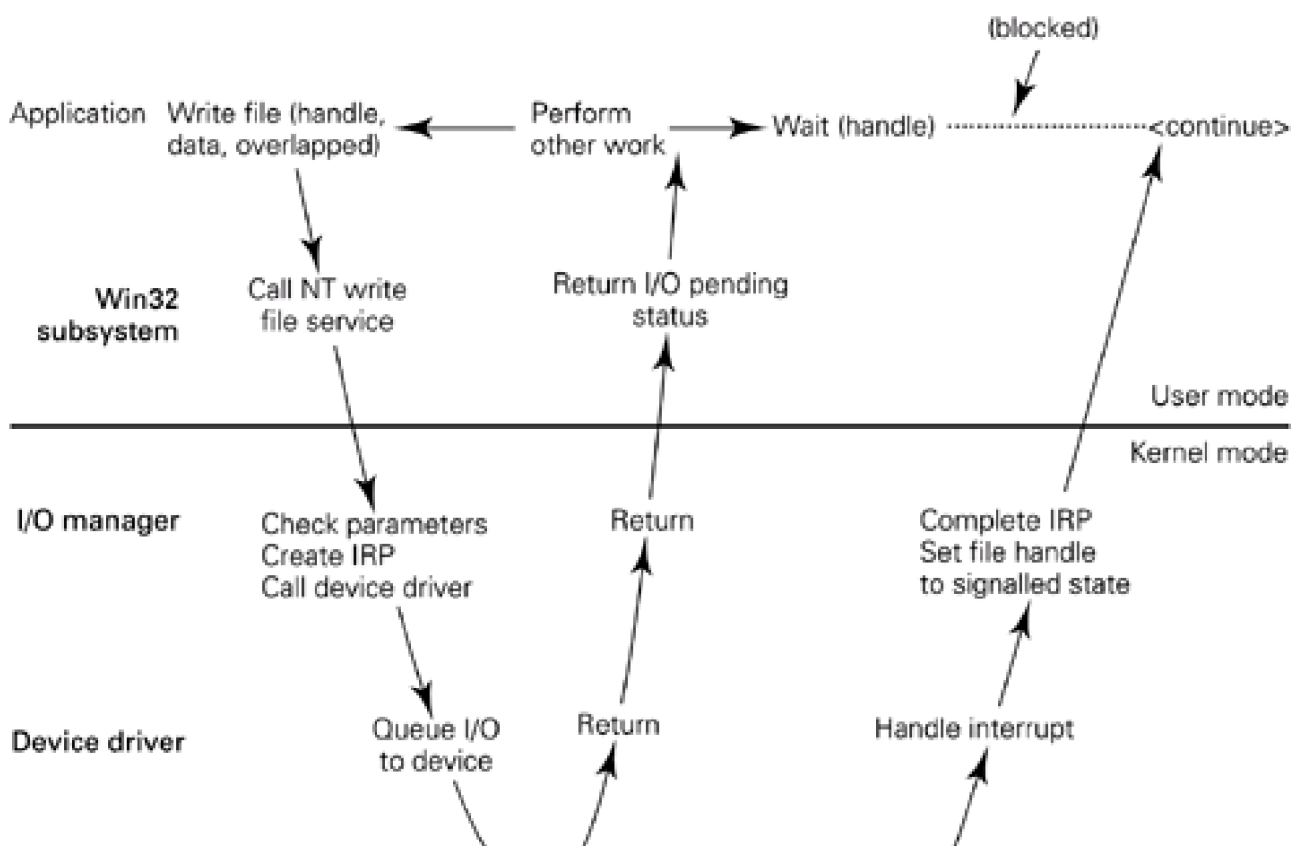 (blocked)
Application
Write file (handle,
data, overlapped)
Perform
other work
Wait (handle)
<continue>
Win32
subsystem
Call NT write
file service
Return I/O pending
status
User mode
Kernel mode
I/O manager
Check parameters
Create IRP
Call device driver
Return
Complete IRP
Set file handle
to signalled state
Device driver
Queue I/O
to device
Return
Handle interrupt